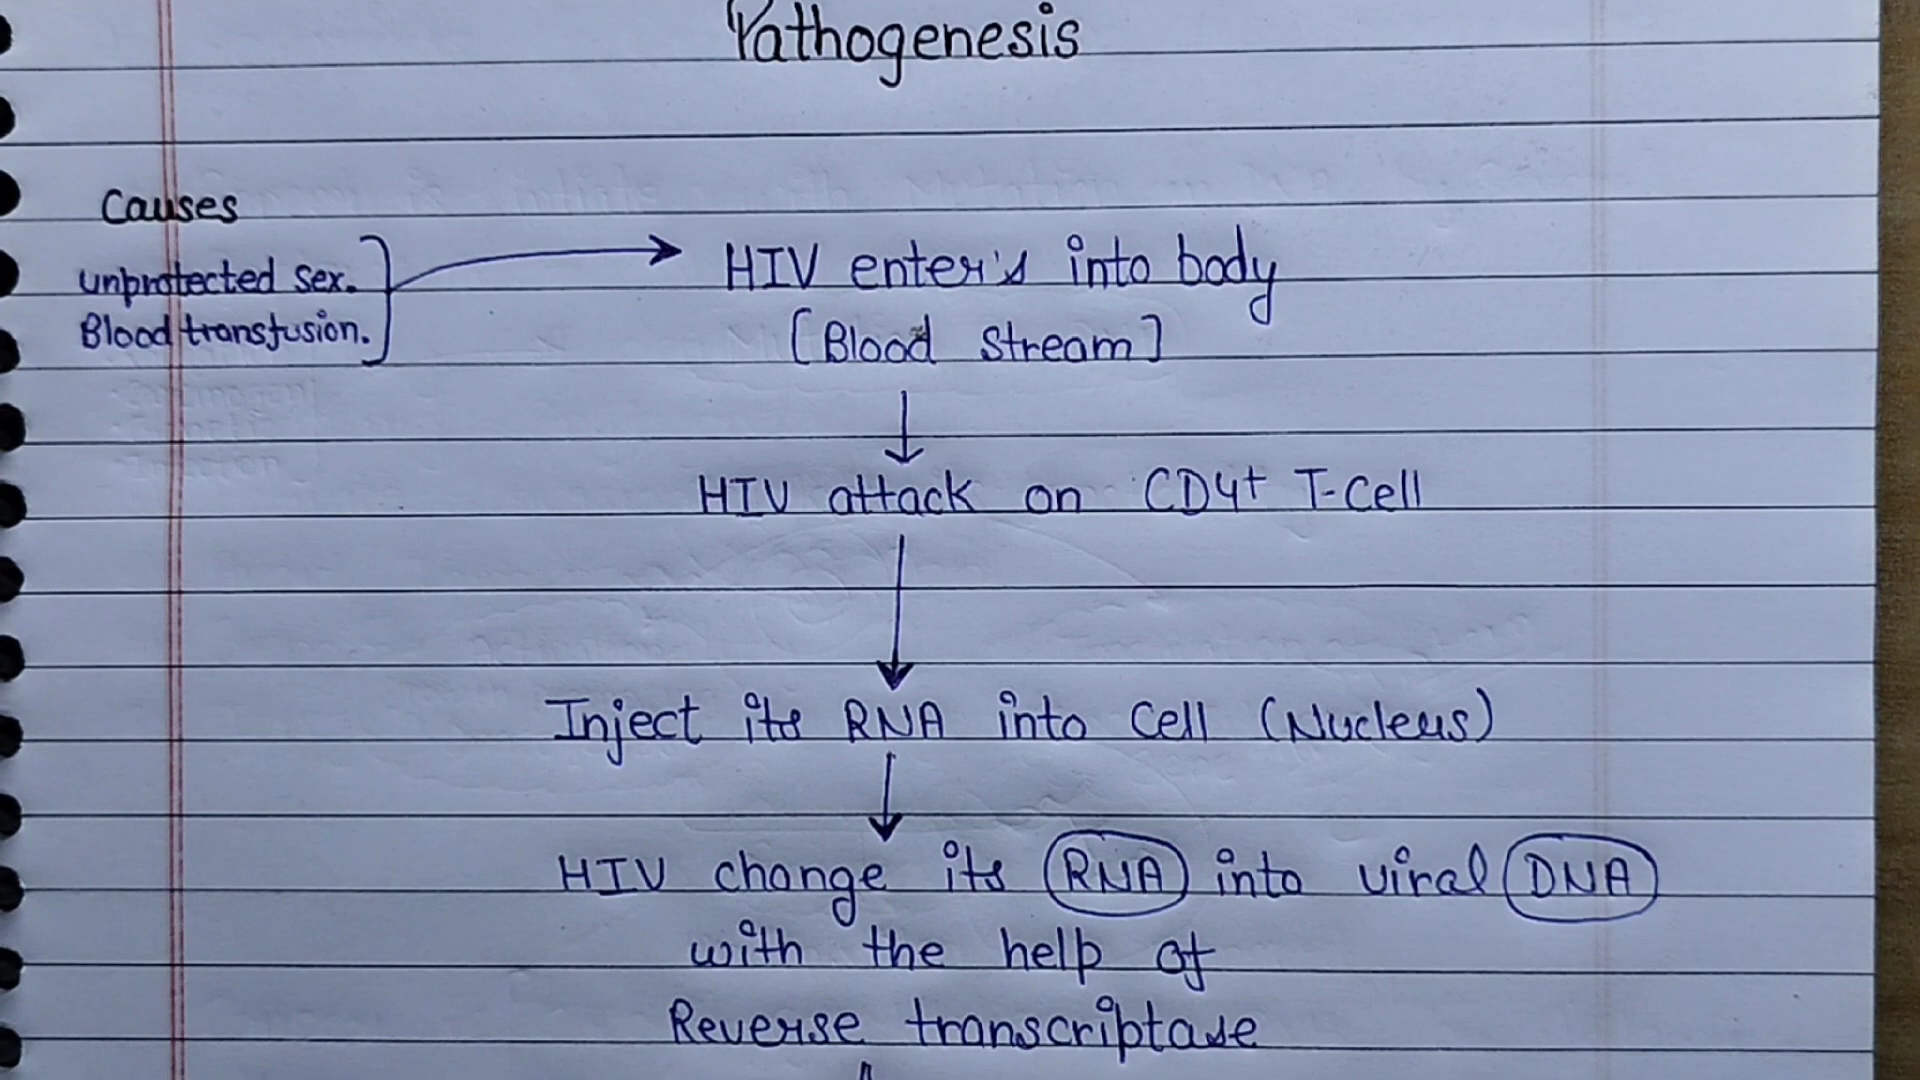 Pathogenesis
Causes
unprotected sex.
Blood transfusion.
HIV enter's into body
[Blood Stream]
HIV attack on CD4+ T-Cell
Inject its RNA into Cell (Nucleus)
HIV change its RNA into viral DNA
with the help of
Reverse transcriptase